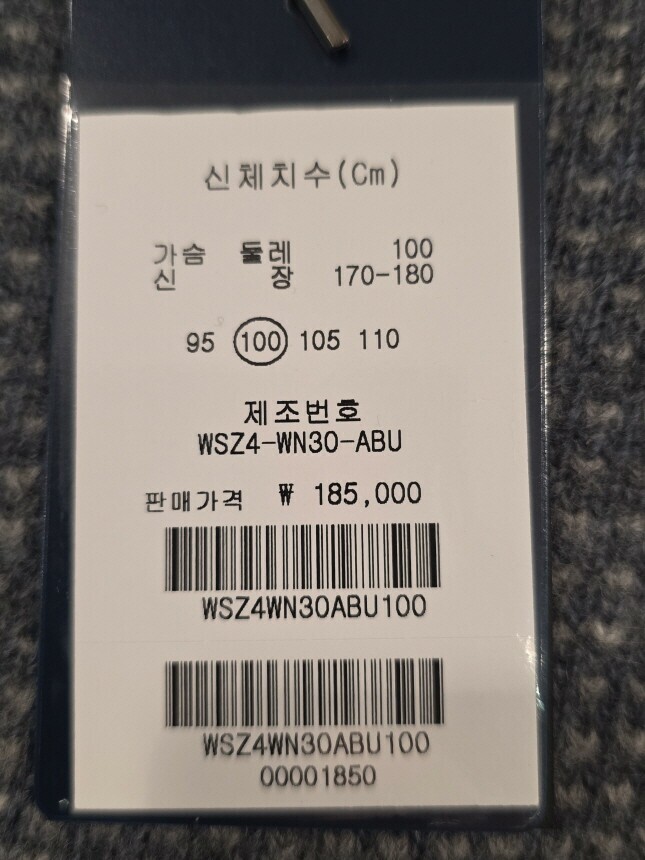 신체치수(Cm)
가슴 둘레 100
신 장 170-180
95 100 105 110
제조번호
WSZ4-WN30-ABU
판매가격 ₩ 185,000
WSZ4WN30ABU100
WSZ4WN30ABU100
00001850